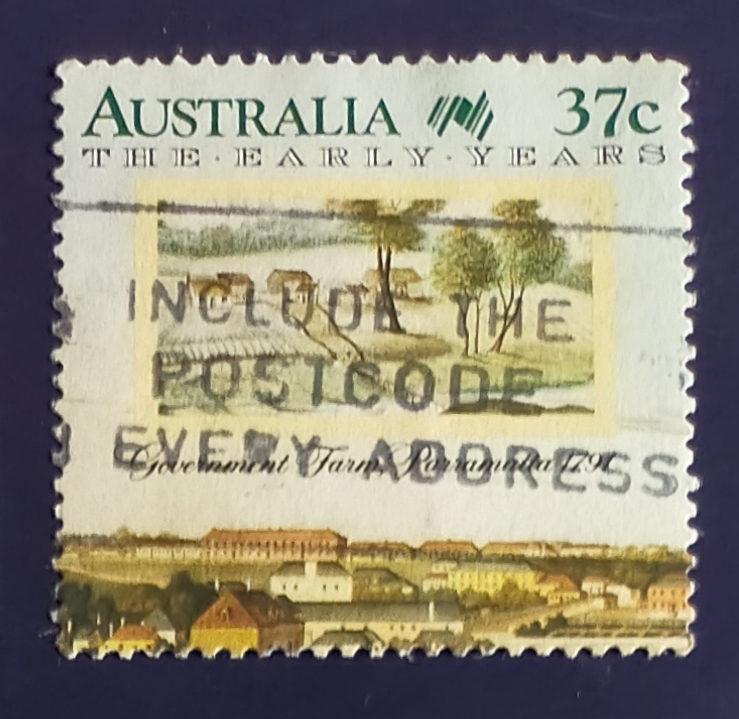 AUSTRALIA 37c
THE·EARLY·YEARS
INCLUDE THE
POSTCODE
EVERY ADDRESS
Government Farm, Parramatta 1791